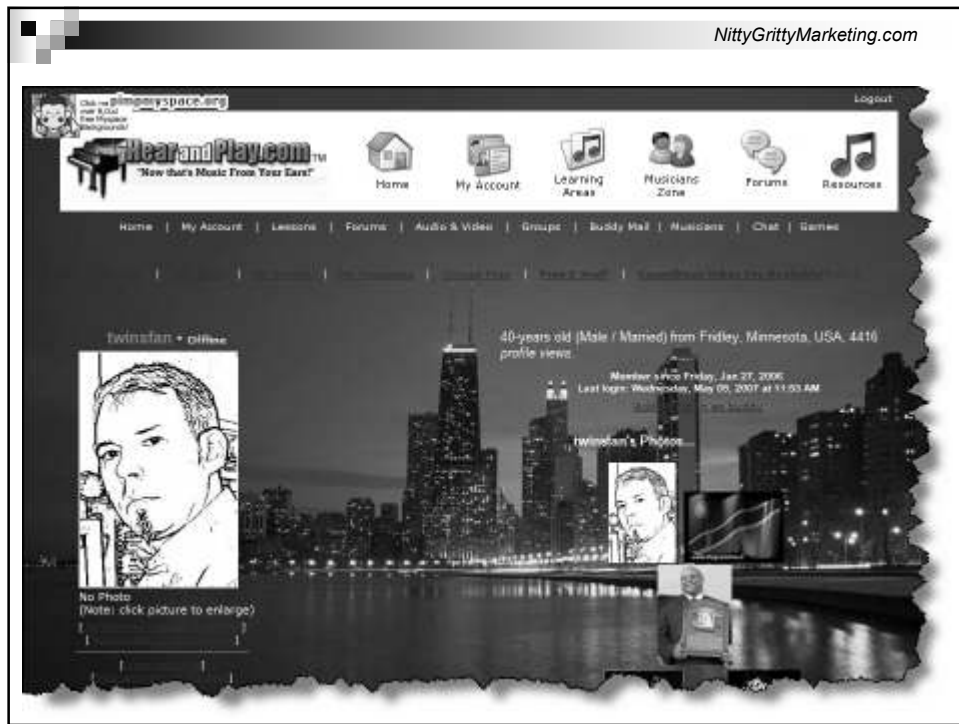 NittyGrittyMarketing.com
pimpmyspace.org
Logout
HearandPlay.com TM
"Now that's Music From Your Ears!"
Home
My Account
Learning
Areas
Musicians
Zone
Forums
Resources
Home | My Account | Lessons | Forums | Audio & Video | Groups | Buddy Mail | Musicians | Chat | Games
twinsfan • Offline
40-years old (Male / Married) from Fridley, Minnesota, USA, 4416
profile views
Member since Friday, Jan 27, 2006
Last login: Wednesday, May 09, 2007 at 11:53 AM
twinsfan's Photos
No Photo
(Note: click picture to enlarge)